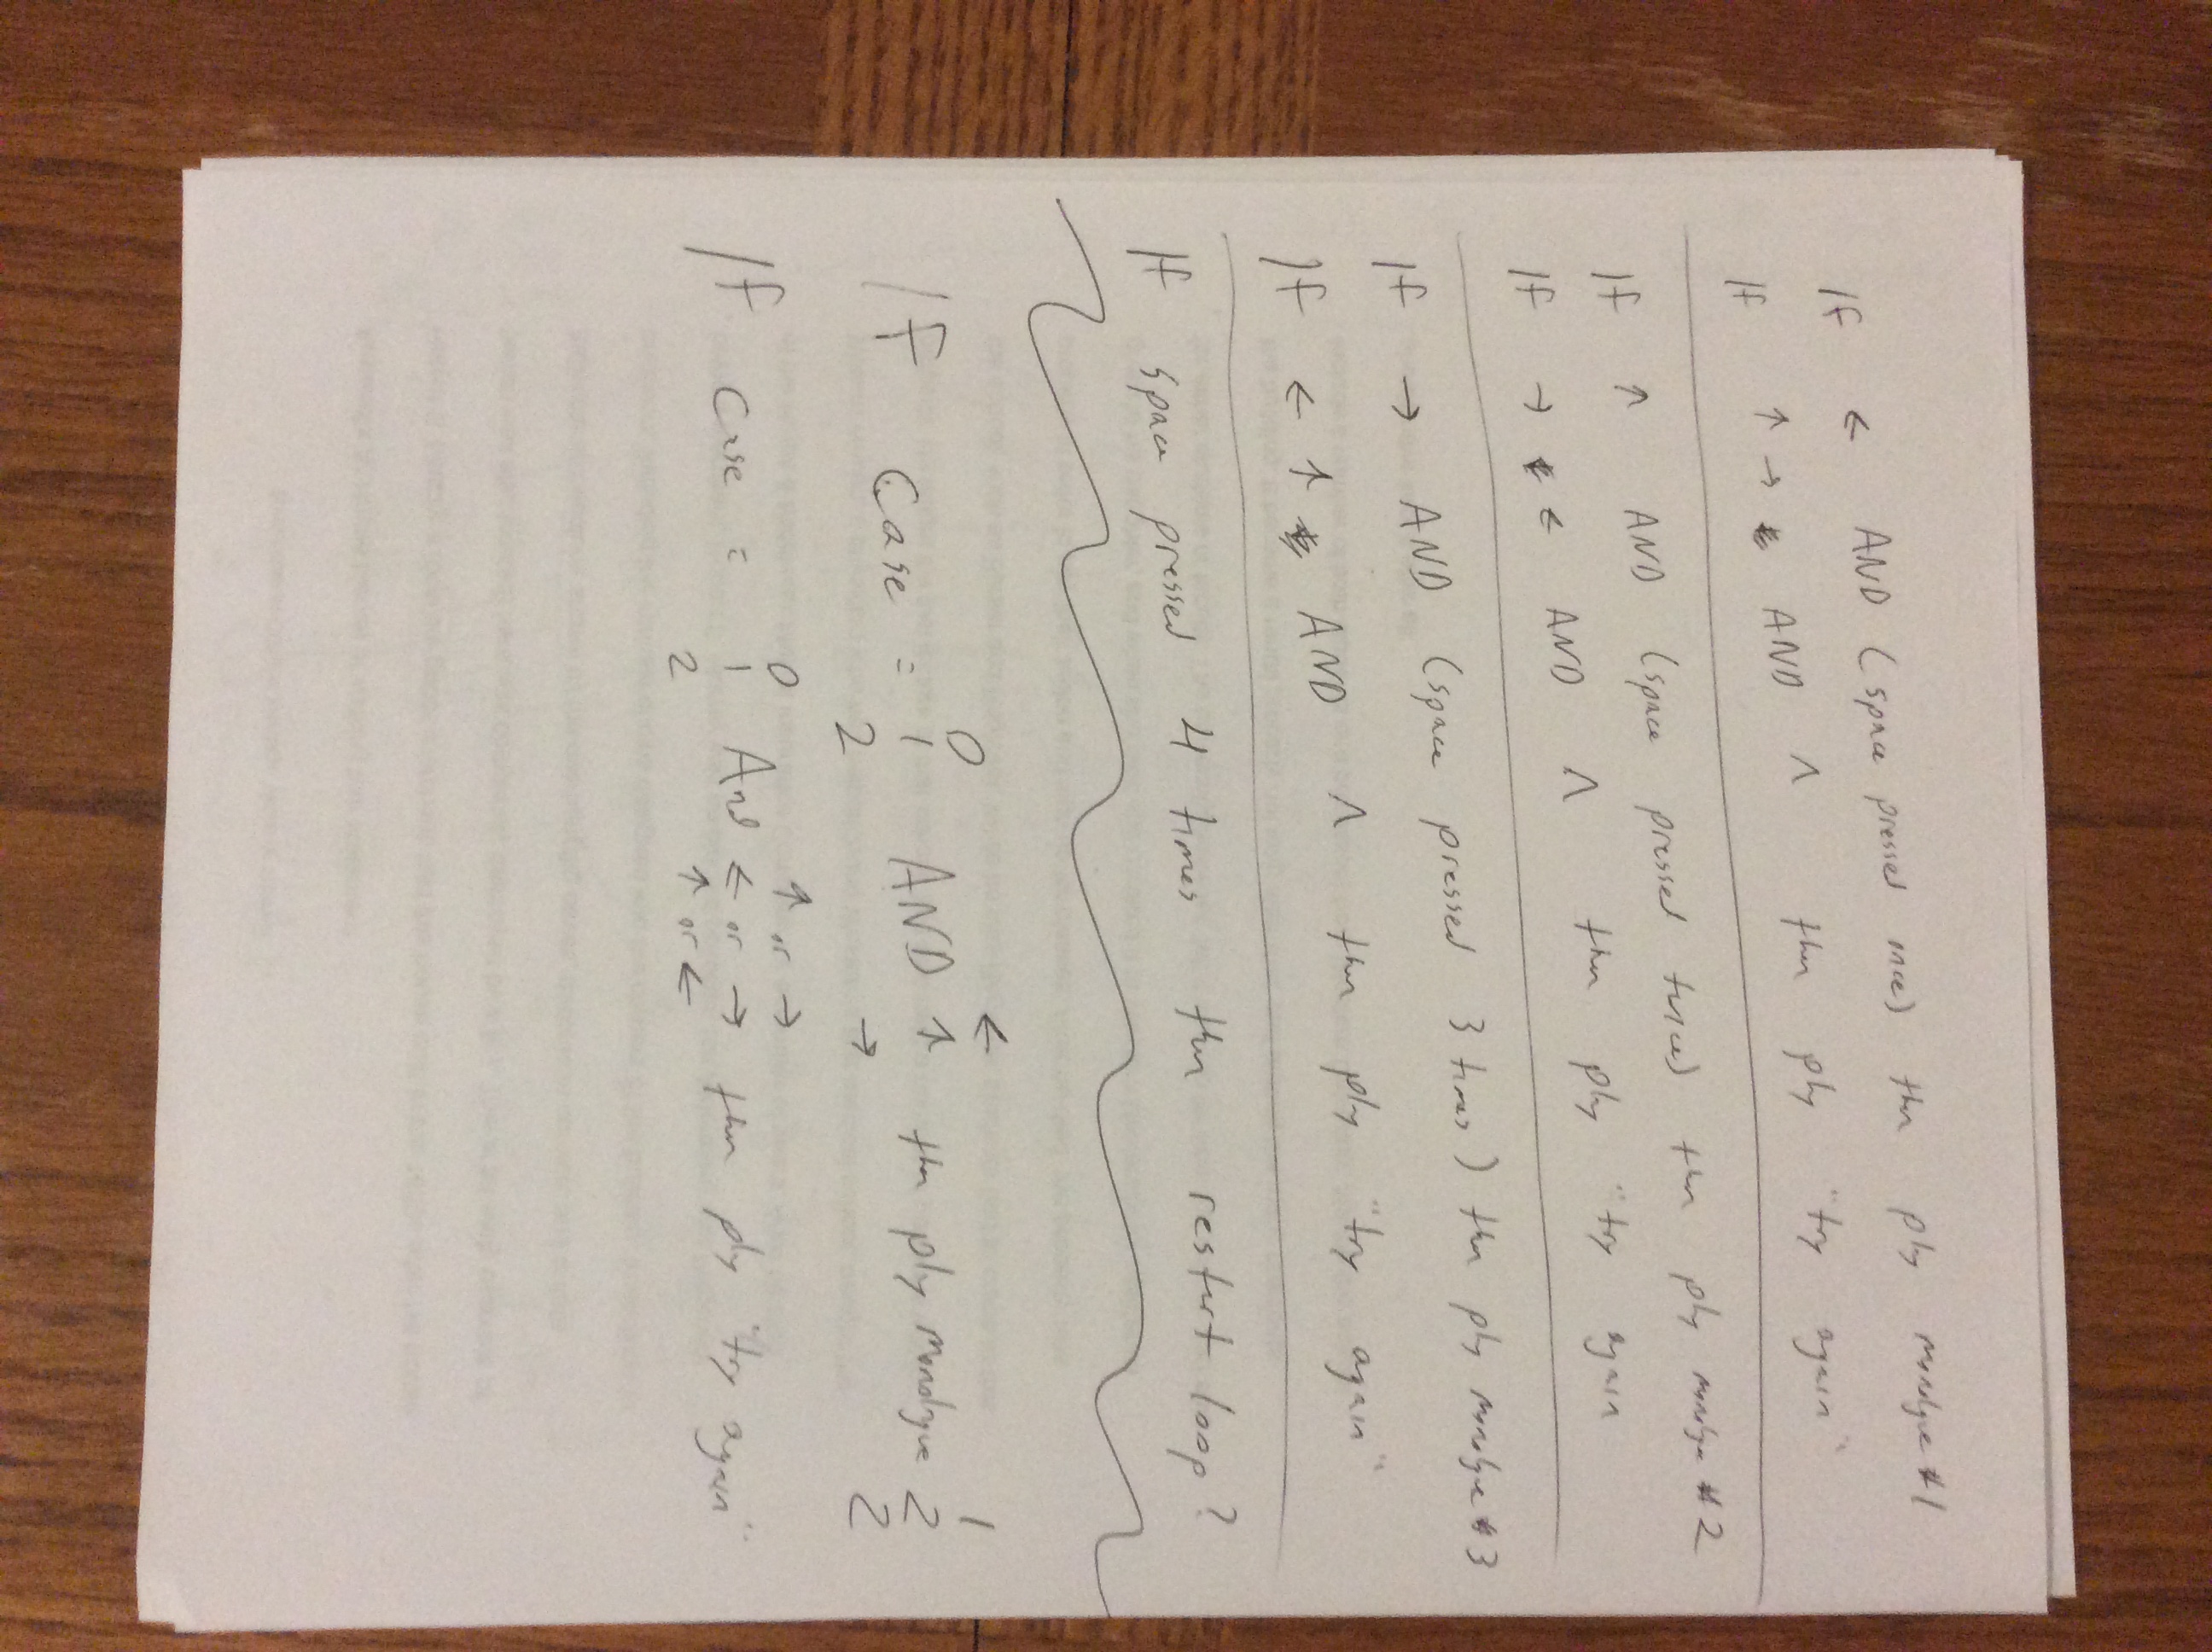 If ↓ AND (space pressed once) then play monologue #1
If ← ↑ AND < then play "try again"
If ← AND (space pressed twice) then play monologue #2
If ↑ ↓ AND < then play "try again
If ↑ AND (space pressed 3 times) then play monologue #3
If ↓ ← AND < then play "try again"
If space pressed 4 times then restart loop?
0 ↓ 1
If Case = 1 AND ← then play monologue 2
2 ↑ 2
0 ← or ↑
If Case = 1 And ↓ or ↑ then play "try again"
2 ← or ↓